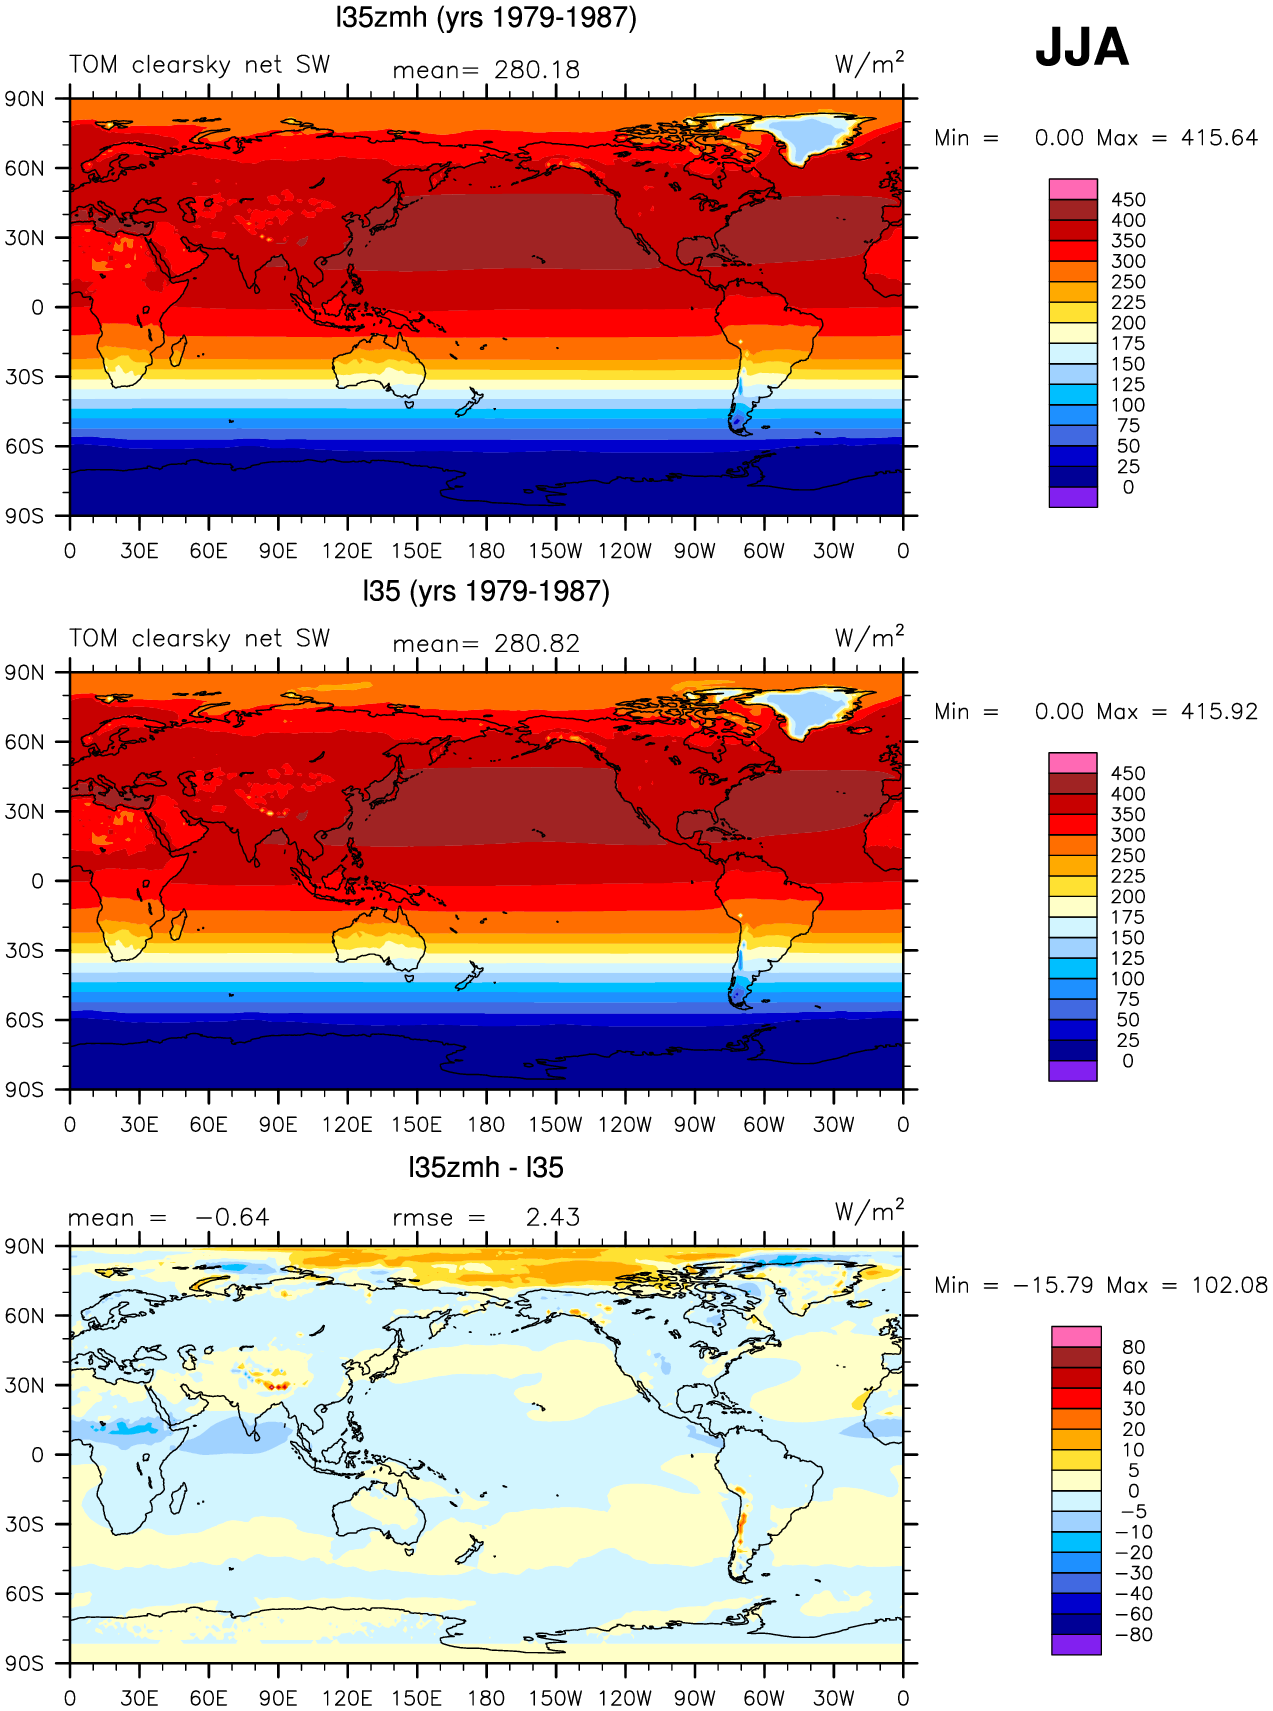 l35zmh (yrs 1979-1987)
JJA
TOM clearsky net SW mean= 280.18 W/m²
Min = 0.00 Max = 415.64
90N
60N
30N
0
30S
60S
90S
0 30E 60E 90E 120E 150E 180 150W 120W 90W 60W 30W 0
450
400
350
300
250
225
200
175
150
125
100
75
50
25
0
l35 (yrs 1979-1987)
TOM clearsky net SW mean= 280.82 W/m²
Min = 0.00 Max = 415.92
90N
60N
30N
0
30S
60S
90S
0 30E 60E 90E 120E 150E 180 150W 120W 90W 60W 30W 0
450
400
350
300
250
225
200
175
150
125
100
75
50
25
0
l35zmh - l35
mean = −0.64 rmse = 2.43 W/m²
Min = −15.79 Max = 102.08
90N
60N
30N
0
30S
60S
90S
0 30E 60E 90E 120E 150E 180 150W 120W 90W 60W 30W 0
80
60
40
30
20
10
5
0
−5
−10
−20
−30
−40
−60
−80